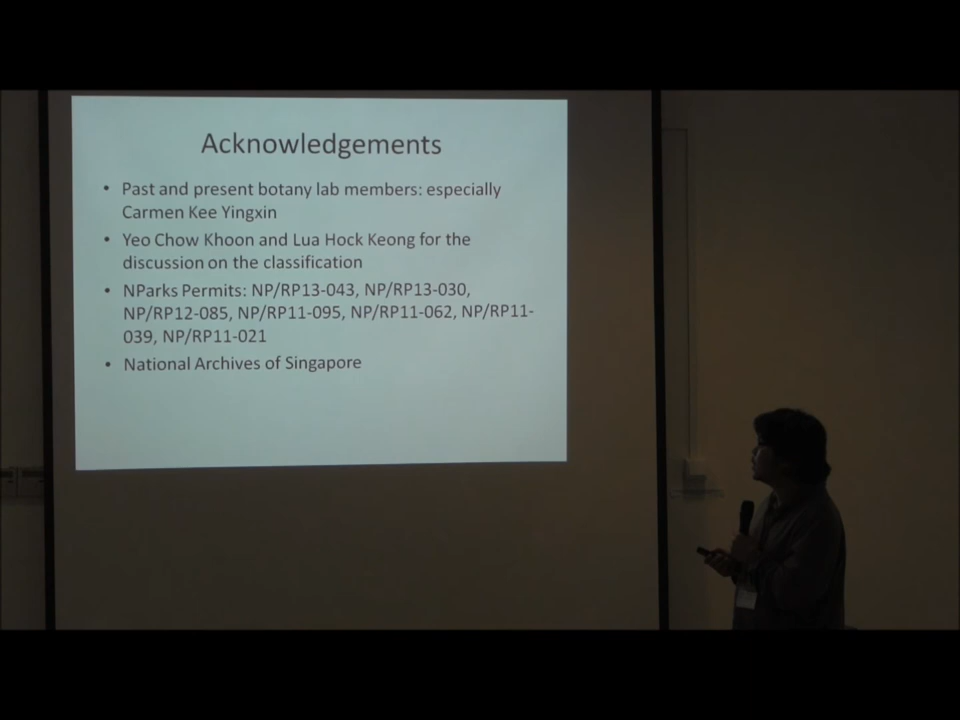 Acknowledgements
• Past and present botany lab members: especially
Carmen Kee Yingxin
• Yeo Chow Khoon and Lua Hock Keong for the
discussion on the classification
• NParks Permits: NP/RP13-043, NP/RP13-030,
NP/RP12-085, NP/RP11-095, NP/RP11-062, NP/RP11-
039, NP/RP11-021
• National Archives of Singapore